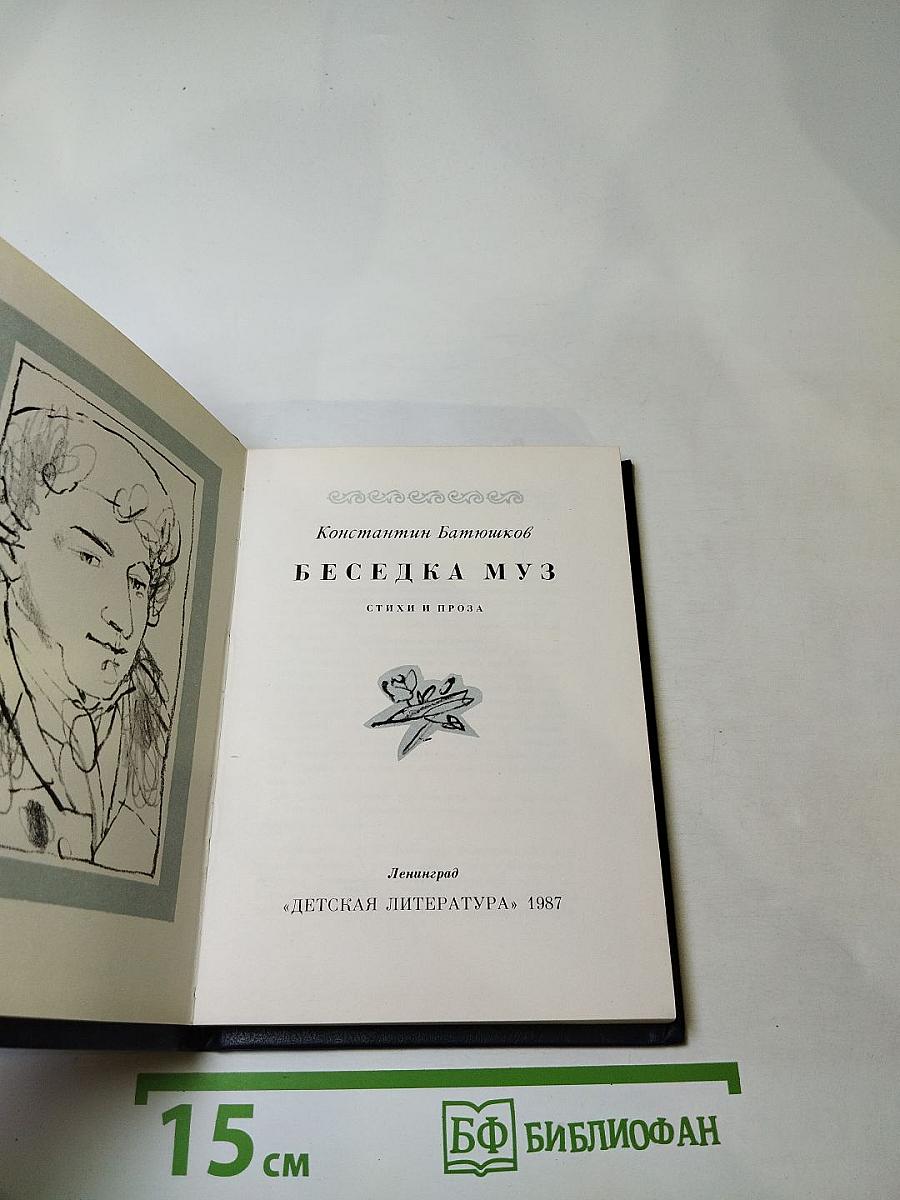 Константин Батюшков
БЕСЕДКА МУЗ
СТИХИ И ПРОЗА
Ленинград
«ДЕТСКАЯ ЛИТЕРАТУРА» 1987
15 см
БФ БИБЛИОФАН